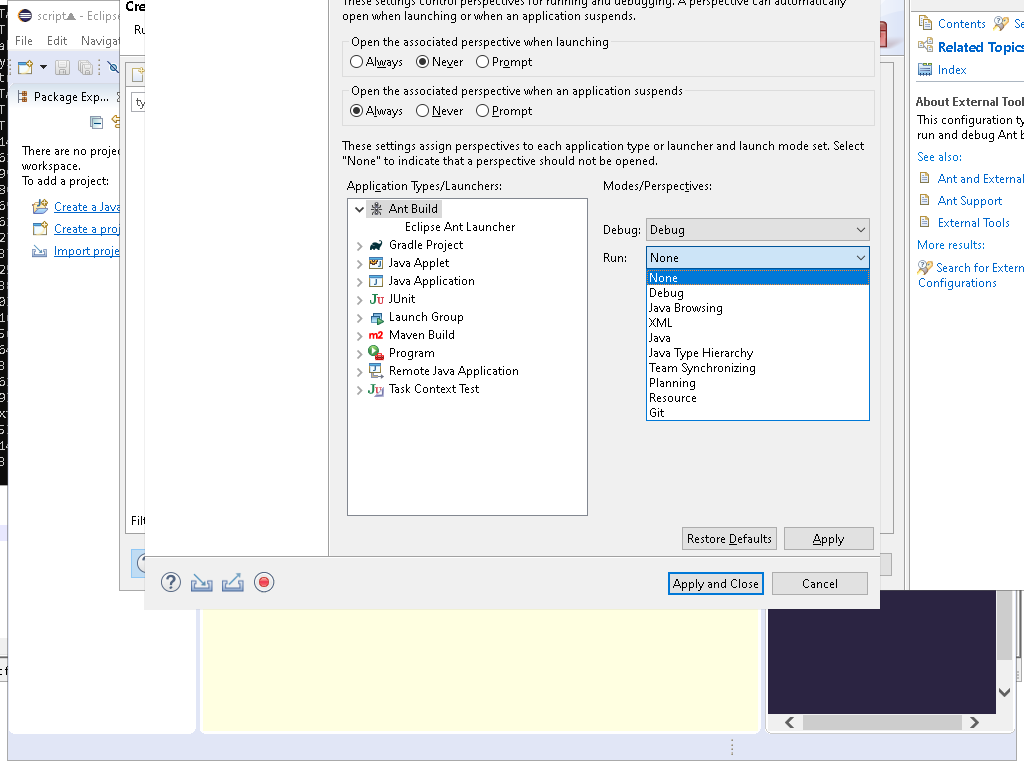 script
- Eclipse
File Edit Navigat
Package Exp...
There are no proje
workspace.
To add a project:
Create a Java
Create a proj
Import proje
Cre
Ru
ty
Filt
These settings control perspectives for running and debugging. A perspective can automatically
open when launching or when an application suspends.
Open the associated perspective when launching
Always Never Prompt
Open the associated perspective when an application suspends
Always Never Prompt
These settings assign perspectives to each application type or launcher and launch mode set. Select
"None" to indicate that a perspective should not be opened.
Application Types/Launchers:
Ant Build
Eclipse Ant Launcher
Gradle Project
Java Applet
Java Application
JUnit
Launch Group
Maven Build
Program
Remote Java Application
Task Context Test
Modes/Perspectives:
Debug: Debug
Run: None
None
Debug
Java Browsing
XML
Java
Java Type Hierarchy
Team Synchronizing
Planning
Resource
Git
Restore Defaults Apply
Apply and Close Cancel
Contents Se
Related Topics
Index
About External Tool
This configuration ty
run and debug Ant b
See also:
Ant and External
Ant Support
External Tools
More results:
Search for Extern
Configurations